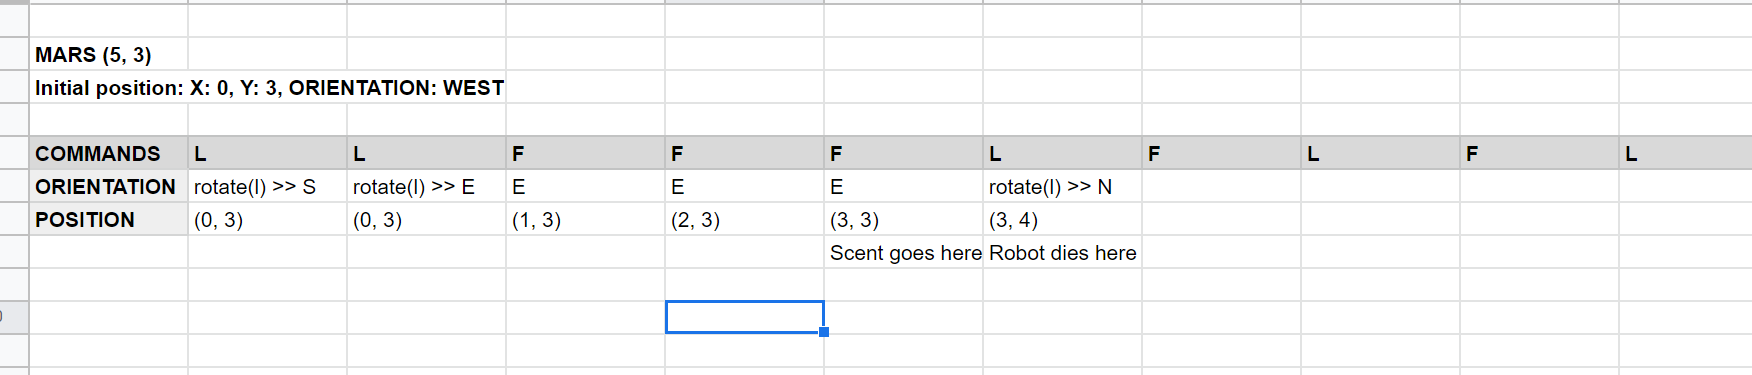 MARS (5, 3)
Initial position: X: 0, Y: 3, ORIENTATION: WEST
COMMANDS L L F F F L F L F L
ORIENTATION rotate(l) >> S rotate(l) >> E E E E rotate(l) >> N
POSITION (0, 3) (0, 3) (1, 3) (2, 3) (3, 3) (3, 4)
Scent goes here Robot dies here